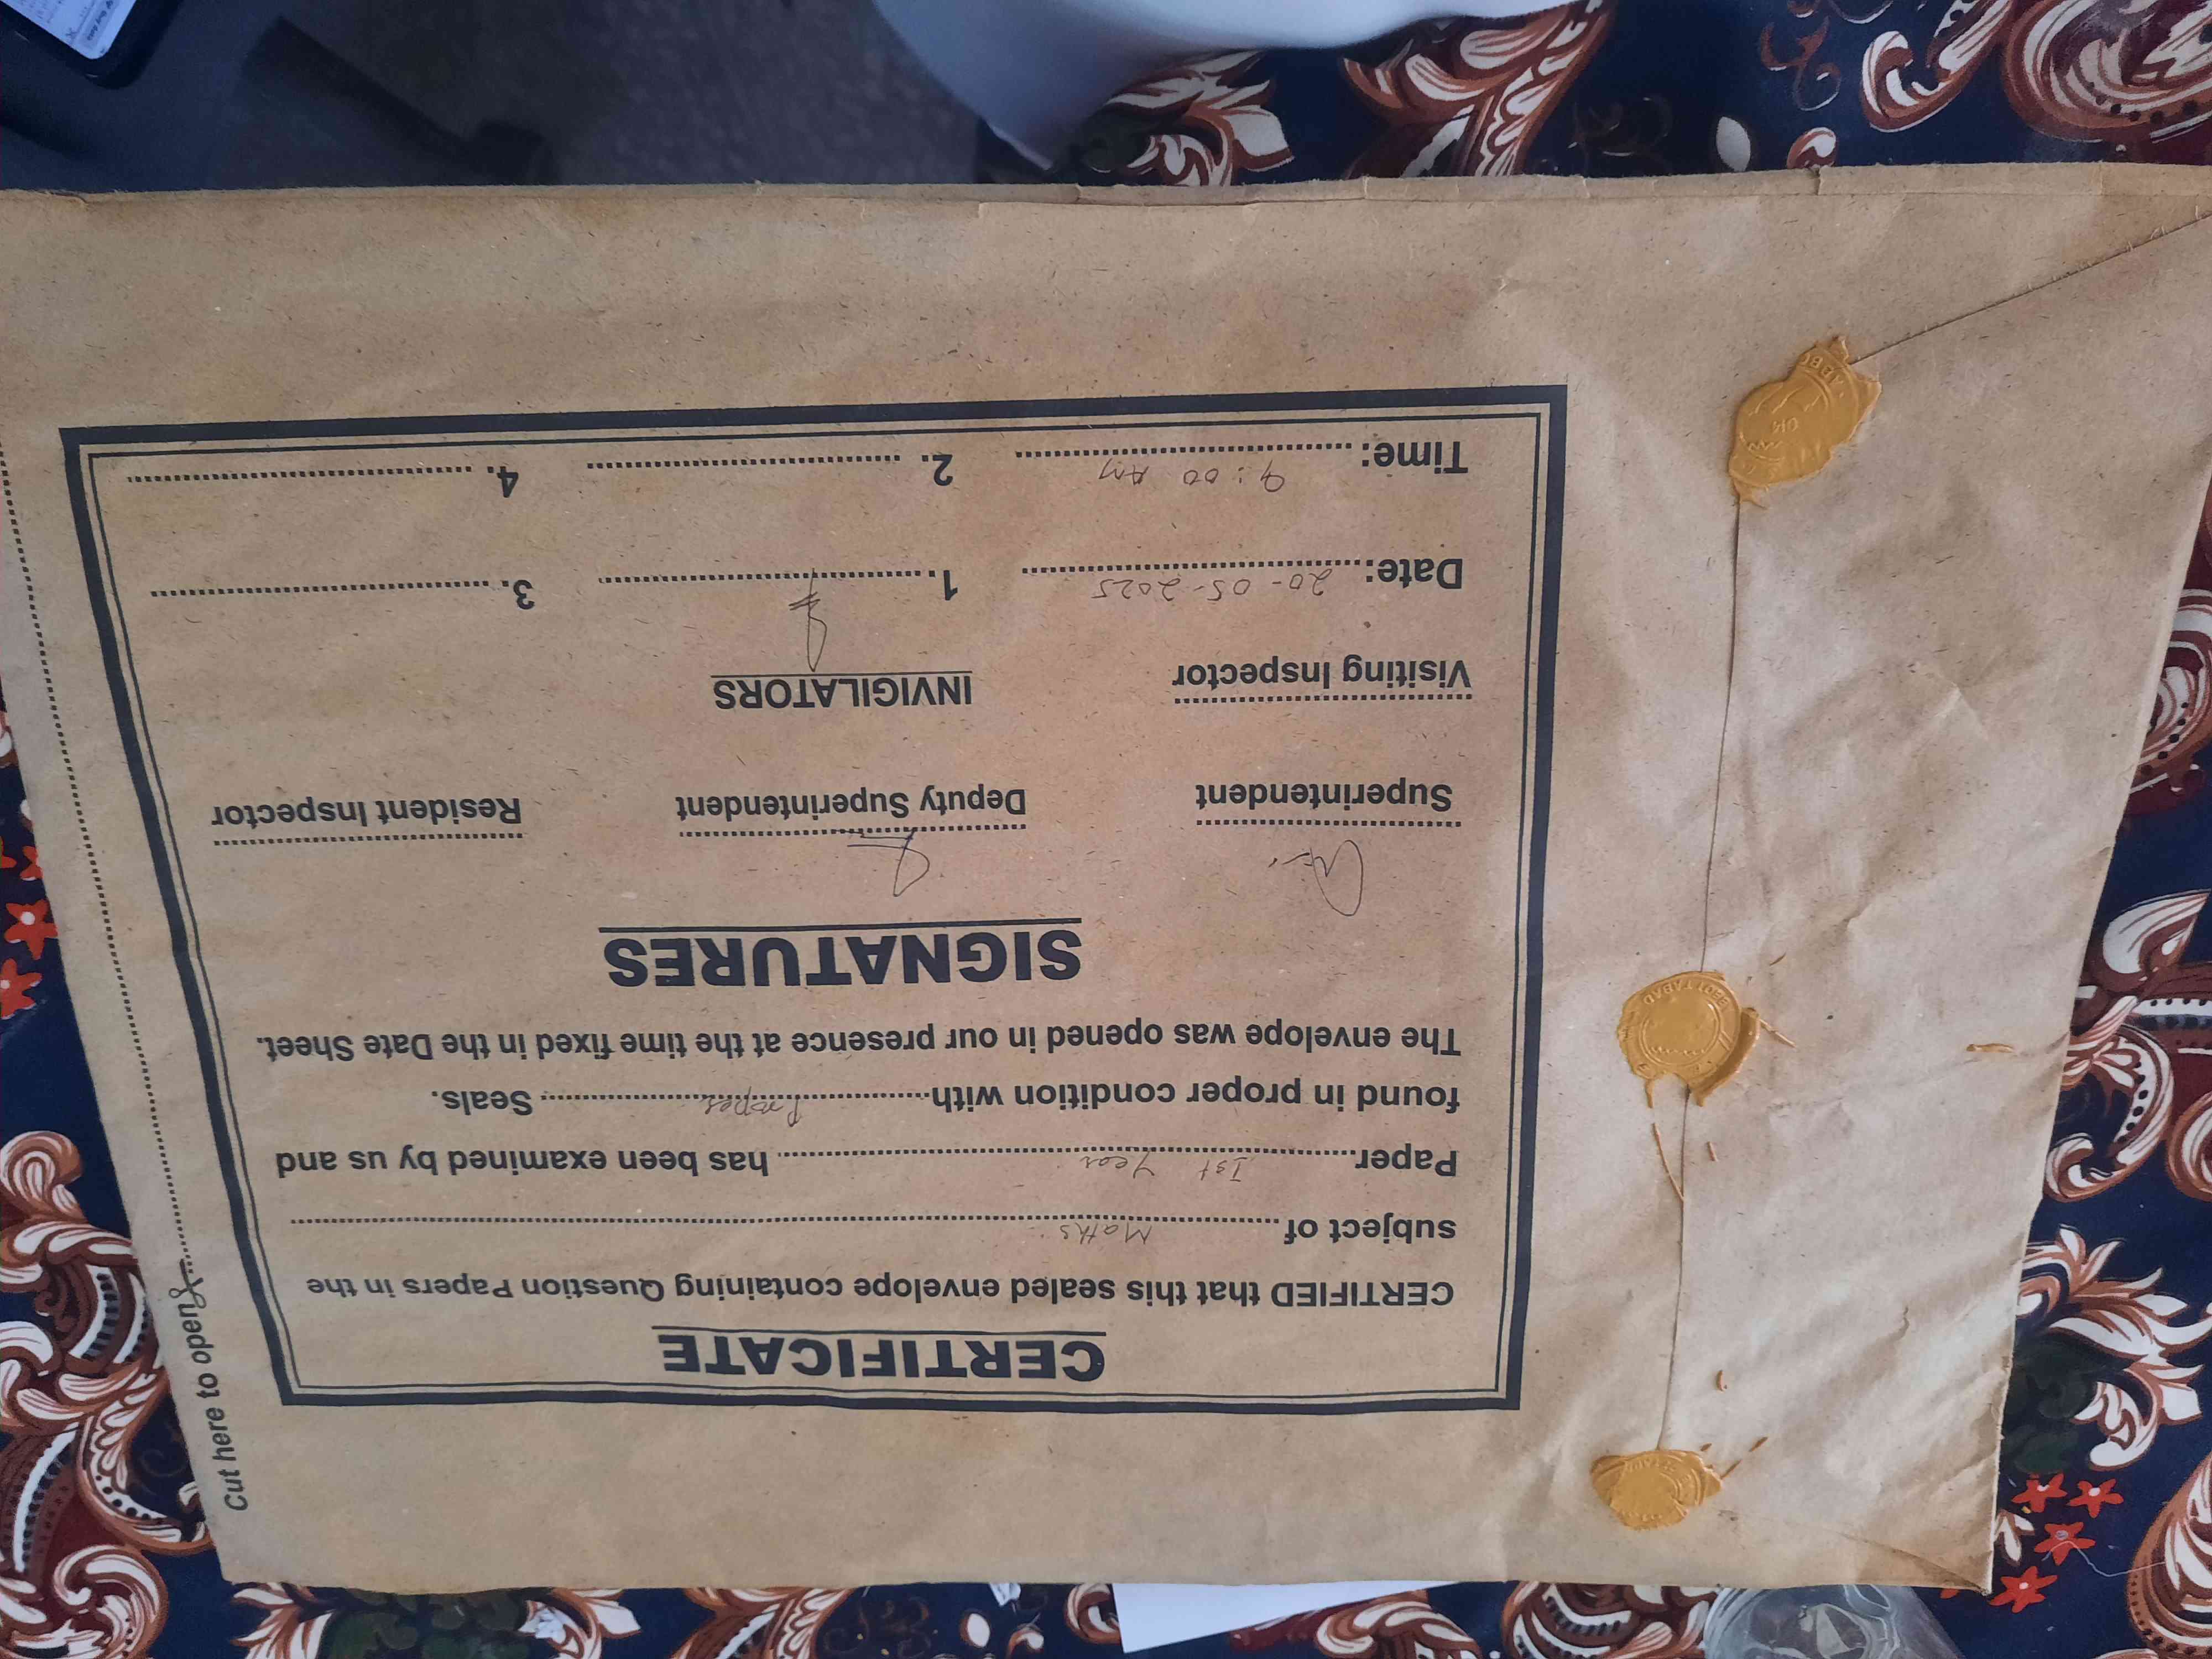 CERTIFICATE
CERTIFIED that this sealed envelope containing Question Papers in the
subject of Maths
Paper 1st Year has been examined by us and
found in proper condition with Proper Seals.
The envelope was opened in our presence at the time fixed in the Date Sheet.
SIGNATURES
Superintendent Deputy Superintendent Resident Inspector
Visiting Inspector INVIGILATORS
Date: 20-05-2025 1. 3.
Time: 9:00 AM 2. 4.
Cut here to open
BBOTTABAD